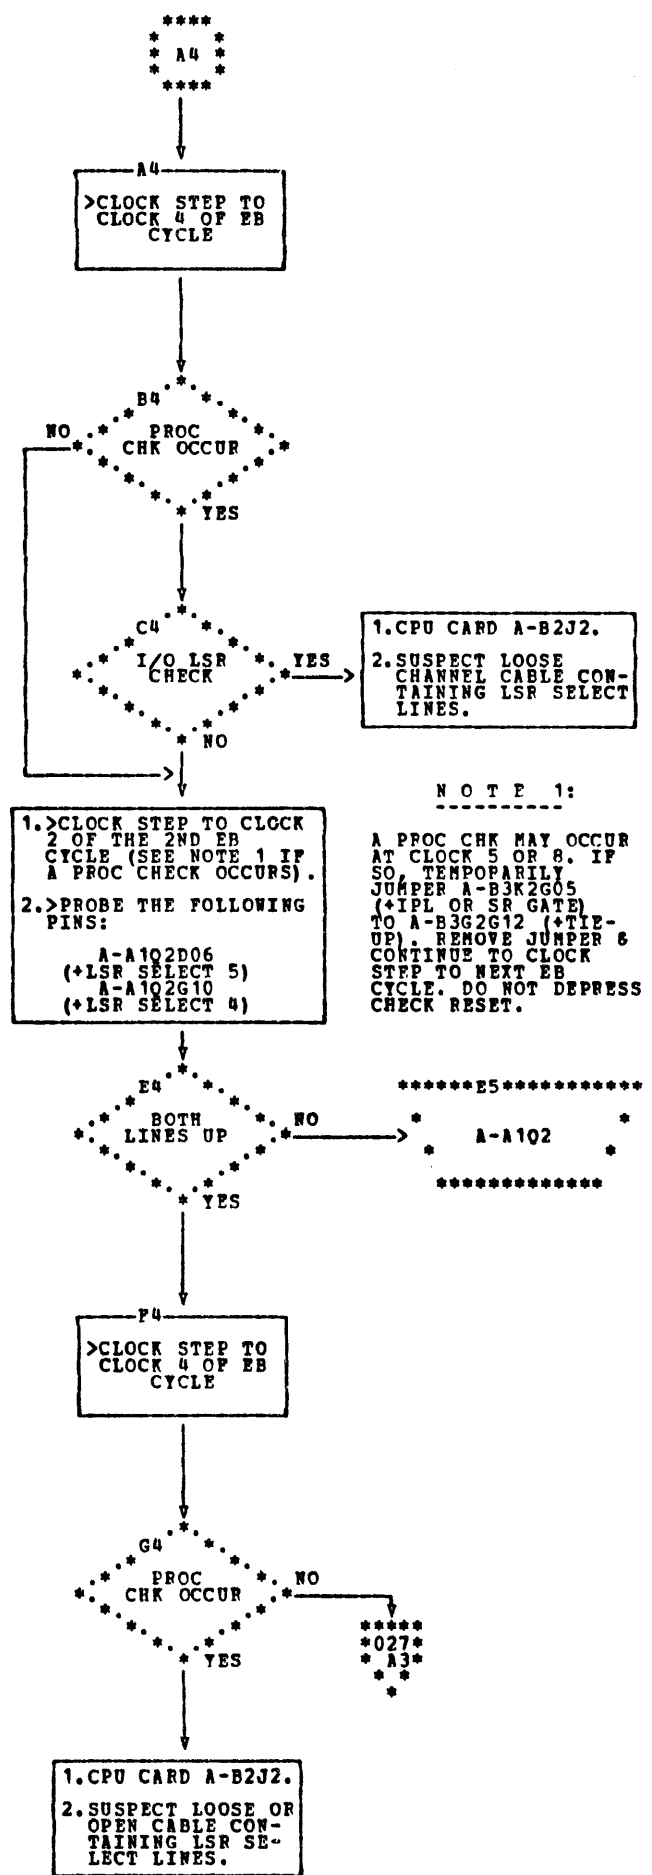 A4
A4
>CLOCK STEP TO
CLOCK 4 OF EB
CYCLE
B4
PROC
CHK OCCUR
NO
YES
C4
I/O LSR
CHECK
YES
NO
1.CPU CARD A-B2J2.
2.SUSPECT LOOSE
CHANNEL CABLE CON-
TAINING LSR SELECT
LINES.
1.>CLOCK STEP TO CLOCK
2 OF THE 2ND EB
CYCLE (SEE NOTE 1 IF
A PROC CHECK OCCURS).
2.>PROBE THE FOLLOWING
PINS:
A-A1Q2D06
(+LSR SELECT 5)
A-A1Q2G10
(+LSR SELECT 4)
N O T E 1:
----------
A PROC CHK MAY OCCUR
AT CLOCK 5 OR 8. IF
SO, TEMPORARILY
JUMPER A-B3K2G05
(+IPL OR SR GATE)
TO A-B3G2G12 (+TIE-
UP). REMOVE JUMPER &
CONTINUE TO CLOCK
STEP TO NEXT EB
CYCLE. DO NOT DEPRESS
CHECK RESET.
E4
BOTH
LINES UP
NO
YES
E5
A-A1Q2
F4
>CLOCK STEP TO
CLOCK 4 OF EB
CYCLE
G4
PROC
CHK OCCUR
NO
YES
027
A3
1.CPU CARD A-B2J2.
2.SUSPECT LOOSE OR
OPEN CABLE CON-
TAINING LSR SE-
LECT LINES.